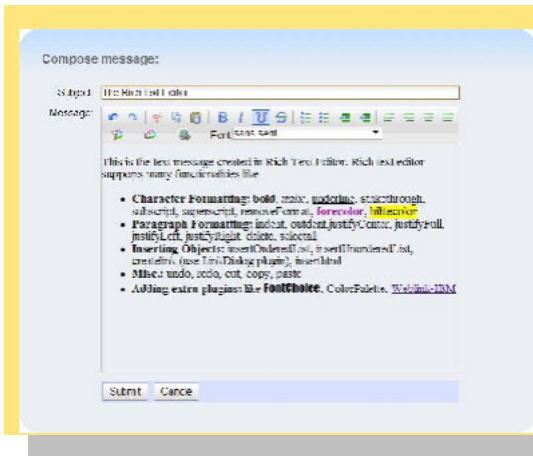 Compose message:
Subject: The Rich Text Editor
Message:
B I U S
Font sans serif
This is the text message created in Rich Text Editor. Rich text editor
supports many functionalities like
• Character Formatting: bold, italic, underline, strikethrough,
subscript, superscript, removeFormat, forecolor, hilitecolor
• Paragraph Formatting: indent, outdent, justifyCenter, justifyFull,
justifyLeft, justifyRight, delete, selectall
• Inserting Objects: insertOrderedList, insertUnorderedList,
createlink (use LinkDialog plugin), inserthtml
• Misc.: undo, redo, cut, copy, paste
• Adding extra plugins: like FontChoice, ColorPalette, Weblink-IBM
Submit Cancel